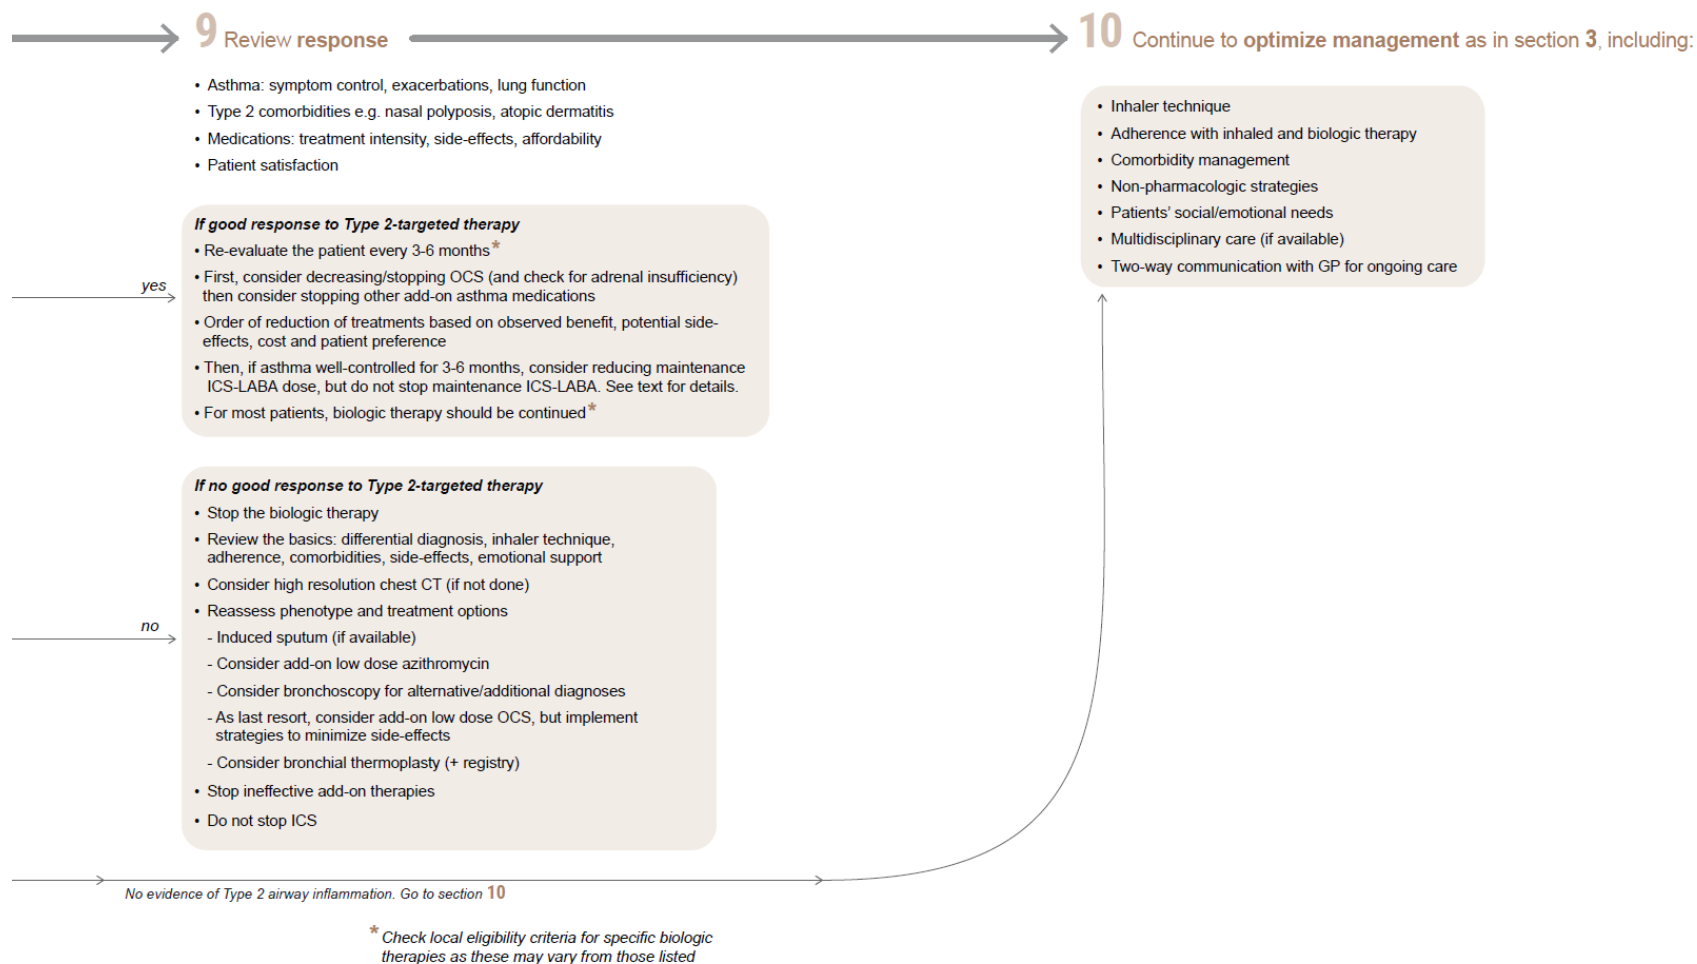 9 Review response
• Asthma: symptom control, exacerbations, lung function
• Type 2 comorbidities e.g. nasal polyposis, atopic dermatitis
• Medications: treatment intensity, side-effects, affordability
• Patient satisfaction
yes
If good response to Type 2-targeted therapy
• Re-evaluate the patient every 3-6 months*
• First, consider decreasing/stopping OCS (and check for adrenal insufficiency)
then consider stopping other add-on asthma medications
• Order of reduction of treatments based on observed benefit, potential side-
effects, cost and patient preference
• Then, if asthma well-controlled for 3-6 months, consider reducing maintenance
ICS-LABA dose, but do not stop maintenance ICS-LABA. See text for details.
• For most patients, biologic therapy should be continued*
no
If no good response to Type 2-targeted therapy
• Stop the biologic therapy
• Review the basics: differential diagnosis, inhaler technique,
adherence, comorbidities, side-effects, emotional support
• Consider high resolution chest CT (if not done)
• Reassess phenotype and treatment options
- Induced sputum (if available)
- Consider add-on low dose azithromycin
- Consider bronchoscopy for alternative/additional diagnoses
- As last resort, consider add-on low dose OCS, but implement
strategies to minimize side-effects
- Consider bronchial thermoplasty (+ registry)
• Stop ineffective add-on therapies
• Do not stop ICS
No evidence of Type 2 airway inflammation. Go to section 10
* Check local eligibility criteria for specific biologic
therapies as these may vary from those listed
10 Continue to optimize management as in section 3, including:
• Inhaler technique
• Adherence with inhaled and biologic therapy
• Comorbidity management
• Non-pharmacologic strategies
• Patients' social/emotional needs
• Multidisciplinary care (if available)
• Two-way communication with GP for ongoing care